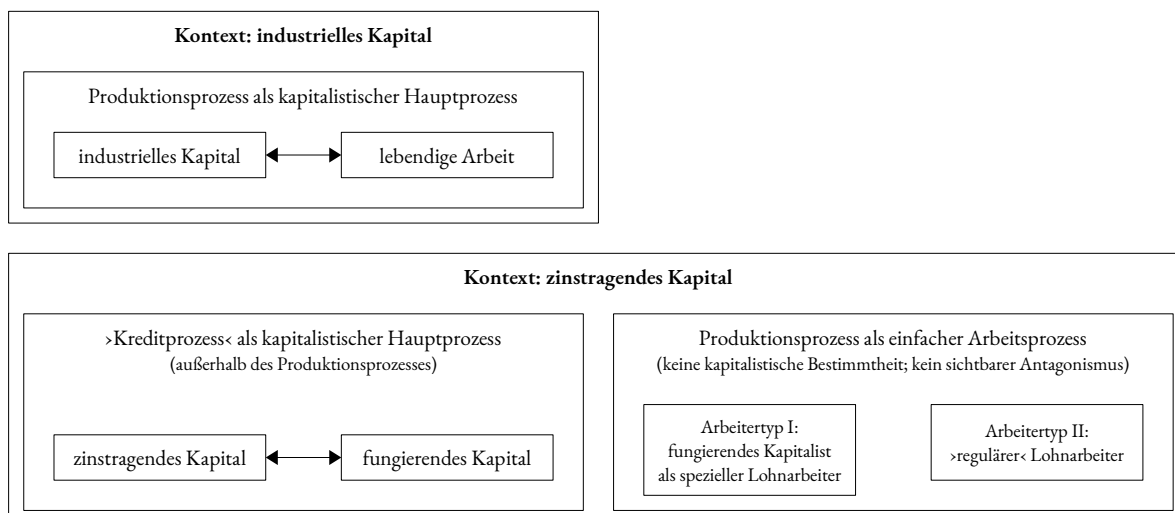 Kontext: industrielles Kapital
Produktionsprozess als kapitalistischer Hauptprozess
industrielles Kapital
lebendige Arbeit
Kontext: zinstragendes Kapital
›Kreditprozess‹ als kapitalistischer Hauptprozess
(außerhalb des Produktionsprozesses)
zinstragendes Kapital
fungierendes Kapital
Produktionsprozess als einfacher Arbeitsprozess
(keine kapitalistische Bestimmtheit; kein sichtbarer Antagonismus)
Arbeitertyp I:
fungierendes Kapitalist
als spezieller Lohnarbeiter
Arbeitertyp II:
›regulärer‹ Lohnarbeiter